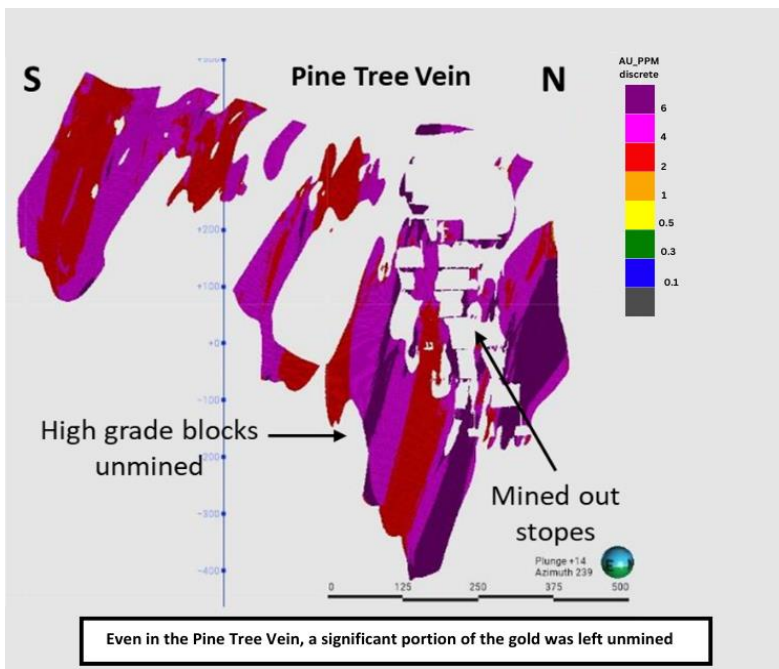 S
Pine Tree Vein
N
AU_PPM
discrete
6
4
2
1
0.5
0.3
0.1
+200
+100
+0
-100
-200
-300
-400
High grade blocks
unmined
Mined out
stopes
Plunge +14
Azimuth 239
0 125 250 375 500
Even in the Pine Tree Vein, a significant portion of the gold was left unmined